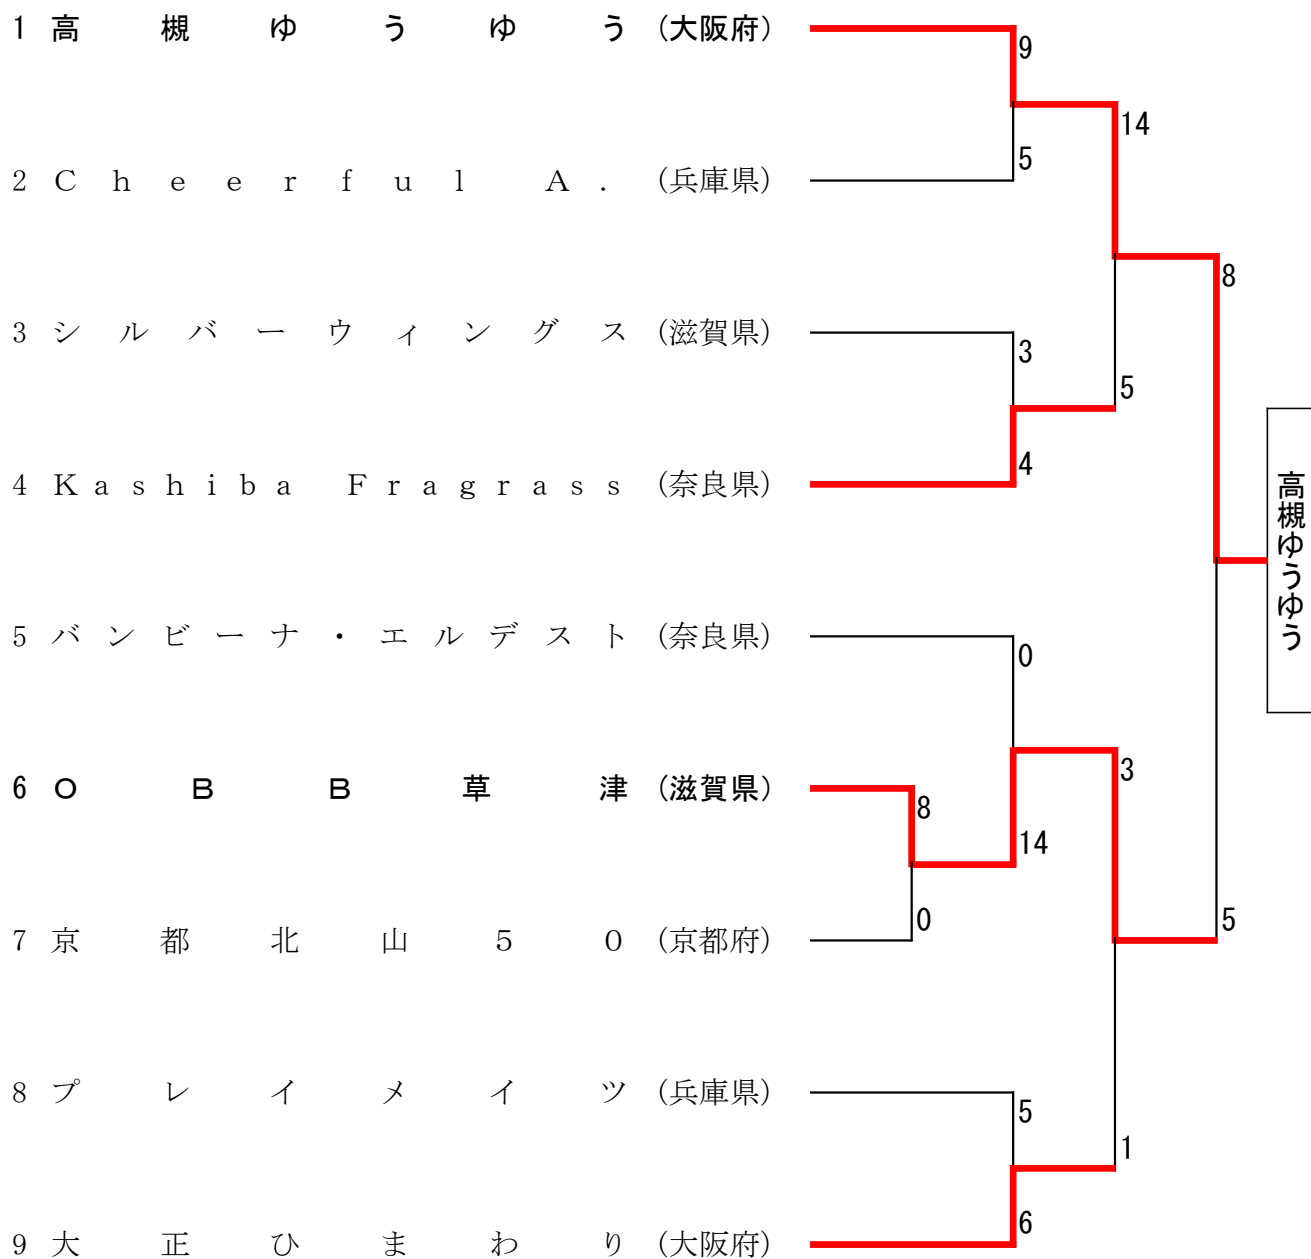 1 高槻ゆうゆう (大阪府)
9
14
5
2 Cheerful A. (兵庫県)
8
3 シルバーウィングス (滋賀県)
3
5
4
4 Kashiba Fragrass (奈良県)
高槻ゆうゆう
5 バンビーナ・エルデスト (奈良県)
0
3
6 OBB草津 (滋賀県)
8
14
0
5
7 京都北山50 (京都府)
8 プレイメイツ (兵庫県)
5
1
6
9 大正ひまわり (大阪府)